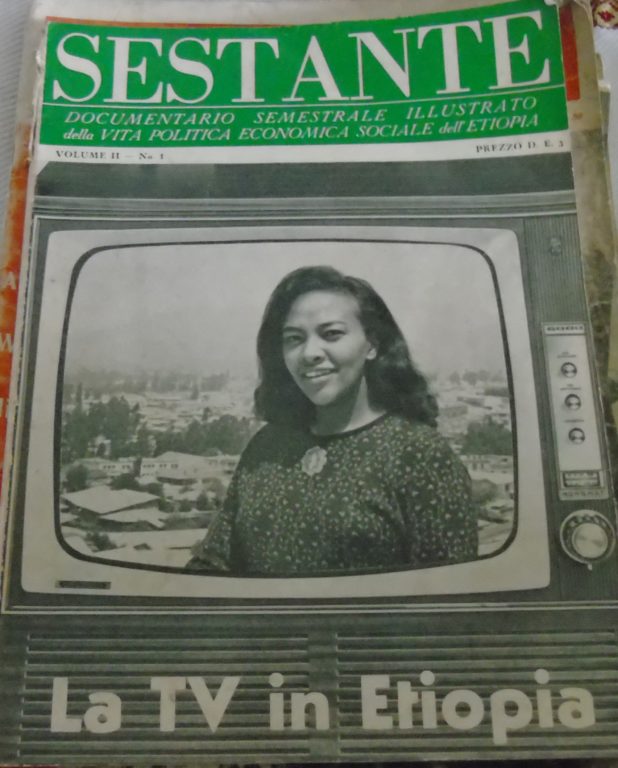 SESTANTE
DOCUMENTARIO SEMESTRALE ILLUSTRATO
della VITA POLITICA ECONOMICA SOCIALE dell'ETIOPIA
VOLUME II — No. 1
PREZZO D. E. 3
La TV in Etiopia